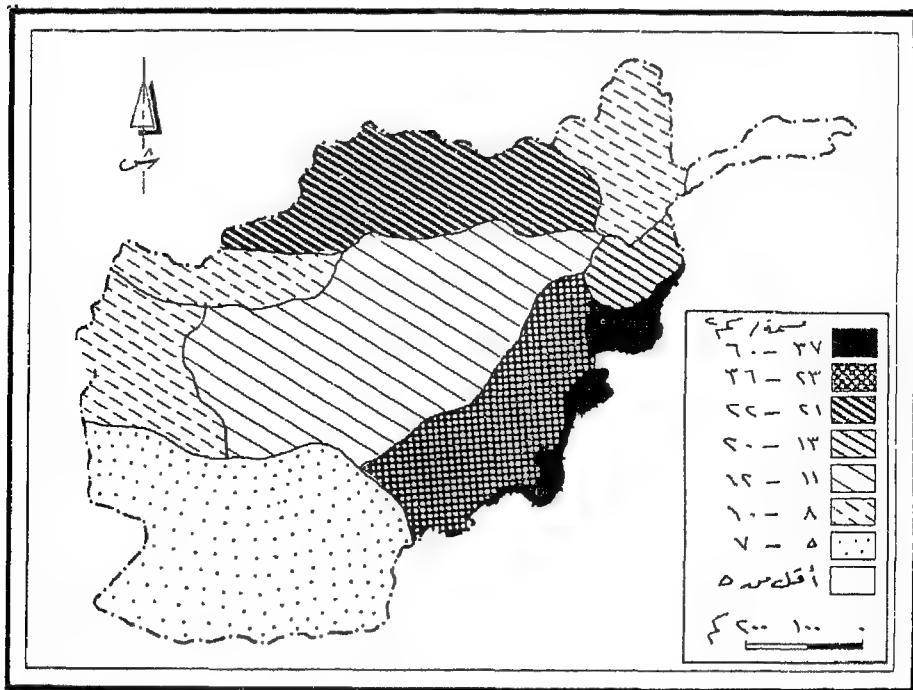 نسمة / كم٢
٣٧ – ٦٠
٢٣ – ٣٦
٢١ – ٢٢
١٣ – ٢٠
١١ – ١٢
٨ – ١٠
٥ – ٧
أقل من ٥
٠ ١٠٠ ٢٠٠ كم